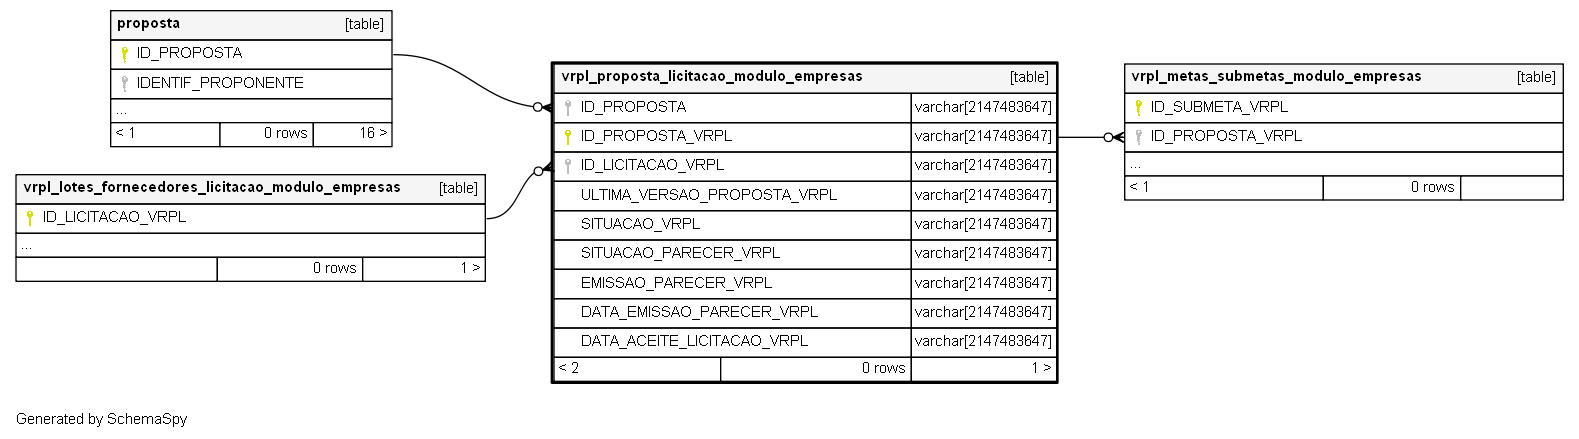 proposta [table]
ID_PROPOSTA
IDENTIF_PROPONENTE
...
< 1 0 rows 16 >
vrpl_lotes_fornecedores_licitacao_modulo_empresas [table]
ID_LICITACAO_VRPL
...
0 rows 1 >
vrpl_proposta_licitacao_modulo_empresas [table]
ID_PROPOSTA varchar[2147483647]
ID_PROPOSTA_VRPL varchar[2147483647]
ID_LICITACAO_VRPL varchar[2147483647]
ULTIMA_VERSAO_PROPOSTA_VRPL varchar[2147483647]
SITUACAO_VRPL varchar[2147483647]
SITUACAO_PARECER_VRPL varchar[2147483647]
EMISSAO_PARECER_VRPL varchar[2147483647]
DATA_EMISSAO_PARECER_VRPL varchar[2147483647]
DATA_ACEITE_LICITACAO_VRPL varchar[2147483647]
< 2 0 rows 1 >
vrpl_metas_submetas_modulo_empresas [table]
ID_SUBMETA_VRPL
ID_PROPOSTA_VRPL
...
< 1 0 rows
Generated by SchemaSpy